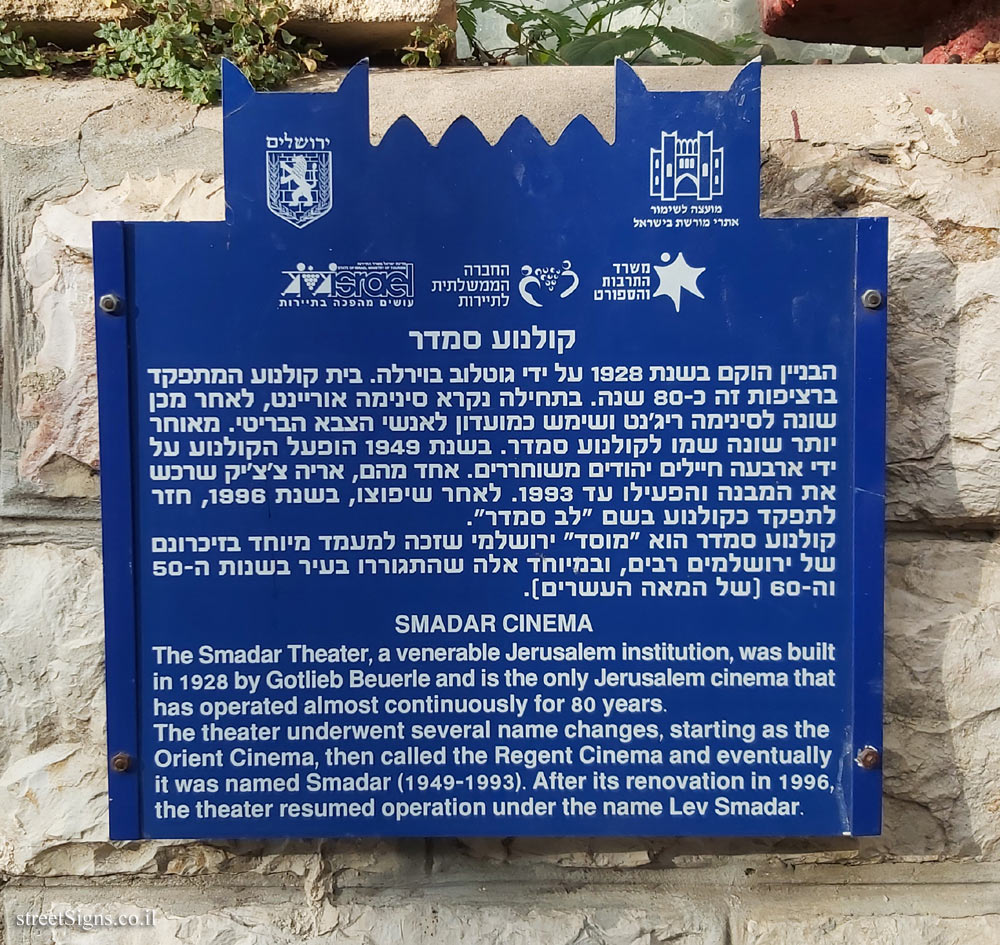 ירושלים
מועצה לשימור
אתרי מורשת בישראל
משרד
התרבות
והספורט
החברה
הממשלתית
לתיירות
STATE OF ISRAEL MINISTRY OF TOURISM
israel
עושים מהפכה בתיירות
קולנוע סמדר
הבניין הוקם בשנת 1928 על ידי גוטלוב בוירלה. בית קולנוע המתפקד
ברציפות זה כ-80 שנה. בתחילה נקרא סינימה אוריינט, לאחר מכן
שונה לסינימה ריג'נט ושימש כמועדון לאנשי הצבא הבריטי. מאוחר
יותר שונה שמו לקולנוע סמדר. בשנת 1949 הופעל הקולנוע על
ידי ארבעה חיילים יהודים משוחררים. אחד מהם, אריה צ'צ'יק שרכש
את המבנה והפעילו עד 1993. לאחר שיפוצו, בשנת 1996, חזר
לתפקד כקולנוע בשם "לב סמדר".
קולנוע סמדר הוא "מוסד" ירושלמי שזכה למעמד מיוחד בזיכרונם
של ירושלמים רבים, ובמיוחד אלה שהתגוררו בעיר בשנות ה-50
וה-60 (של המאה העשרים).
SMADAR CINEMA
The Smadar Theater, a venerable Jerusalem institution, was built
in 1928 by Gotlieb Beuerle and is the only Jerusalem cinema that
has operated almost continuously for 80 years.
The theater underwent several name changes, starting as the
Orient Cinema, then called the Regent Cinema and eventually
it was named Smadar (1949-1993). After its renovation in 1996,
the theater resumed operation under the name Lev Smadar.
streetSigns.co.il